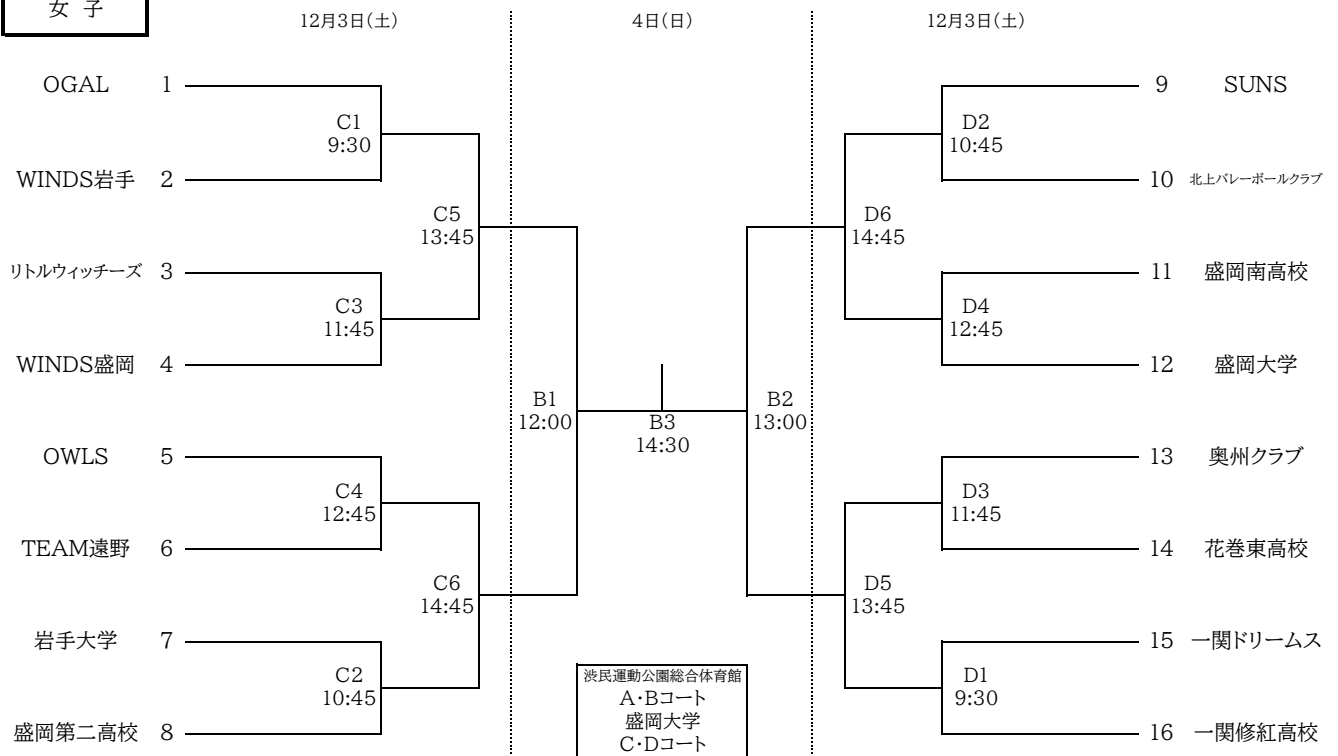 女 子
12月3日(土)
4日(日)
12月3日(土)
OGAL 1
C1
9:30
WINDS岩手 2
C5
13:45
リトルウィッチーズ 3
C3
11:45
WINDS盛岡 4
B1
12:00
OWLS 5
C4
12:45
TEAM遠野 6
C6
14:45
岩手大学 7
C2
10:45
盛岡第二高校 8
B3
14:30
渋民運動公園総合体育館
A・Bコート
盛岡大学
C・Dコート
9 SUNS
D2
10:45
10 北上バレーボールクラブ
D6
14:45
11 盛岡南高校
D4
12:45
12 盛岡大学
B2
13:00
13 奥州クラブ
D3
11:45
14 花巻東高校
D5
13:45
15 一関ドリームス
D1
9:30
16 一関修紅高校